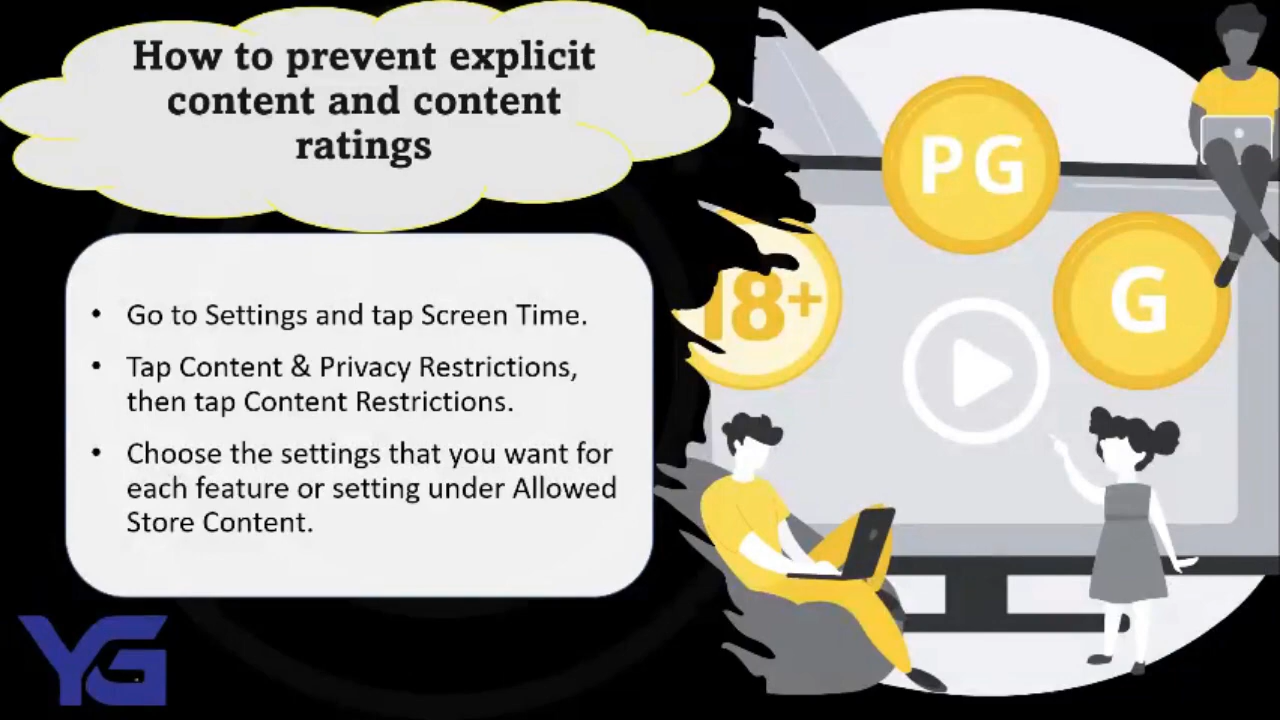 How to prevent explicit
content and content
ratings
• Go to Settings and tap Screen Time.
• Tap Content & Privacy Restrictions,
then tap Content Restrictions.
• Choose the settings that you want for
each feature or setting under Allowed
Store Content.
PG
G
18+
YG